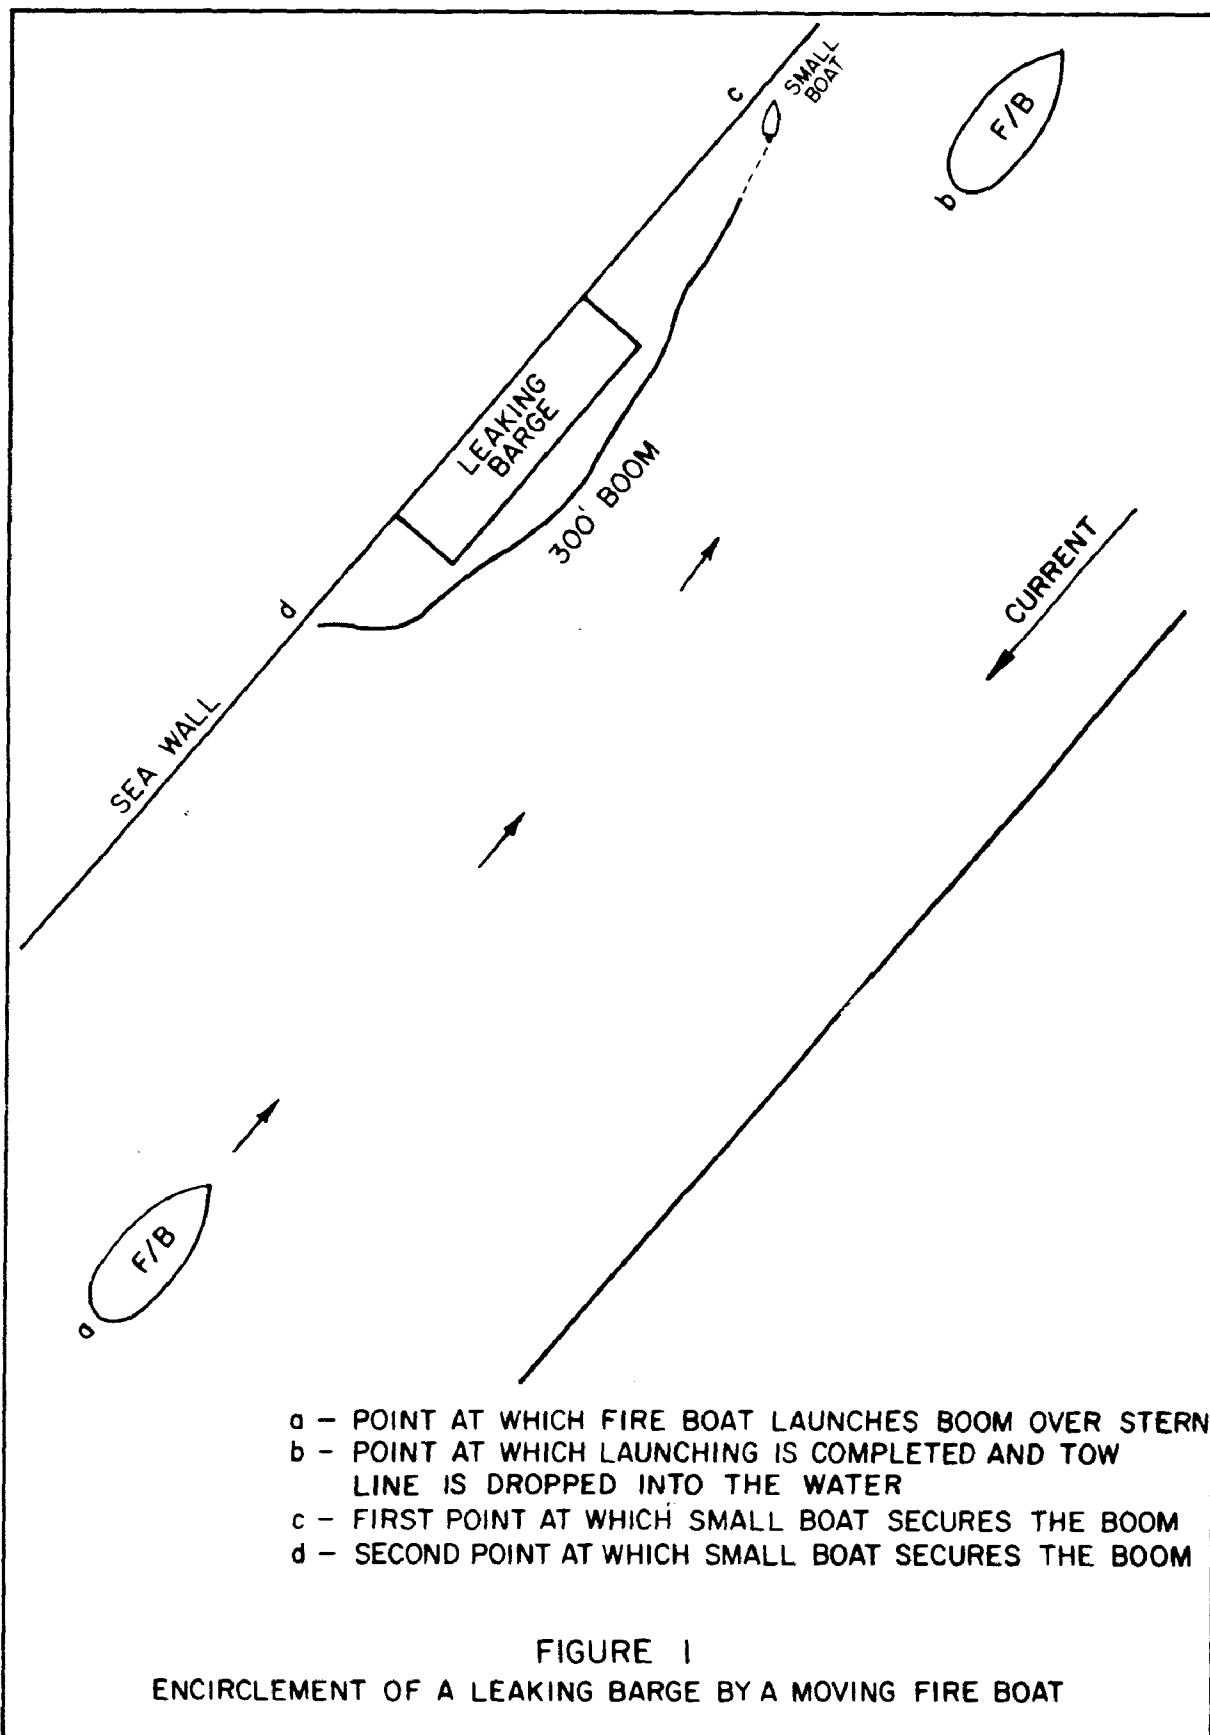 c
SMALL
BOAT
F/B
b
LEAKING
BARGE
300' BOOM
CURRENT
d
SEA WALL
F/B
a
a – POINT AT WHICH FIRE BOAT LAUNCHES BOOM OVER STERN
b – POINT AT WHICH LAUNCHING IS COMPLETED AND TOW
LINE IS DROPPED INTO THE WATER
c – FIRST POINT AT WHICH SMALL BOAT SECURES THE BOOM
d – SECOND POINT AT WHICH SMALL BOAT SECURES THE BOOM
FIGURE 1
ENCIRCLEMENT OF A LEAKING BARGE BY A MOVING FIRE BOAT